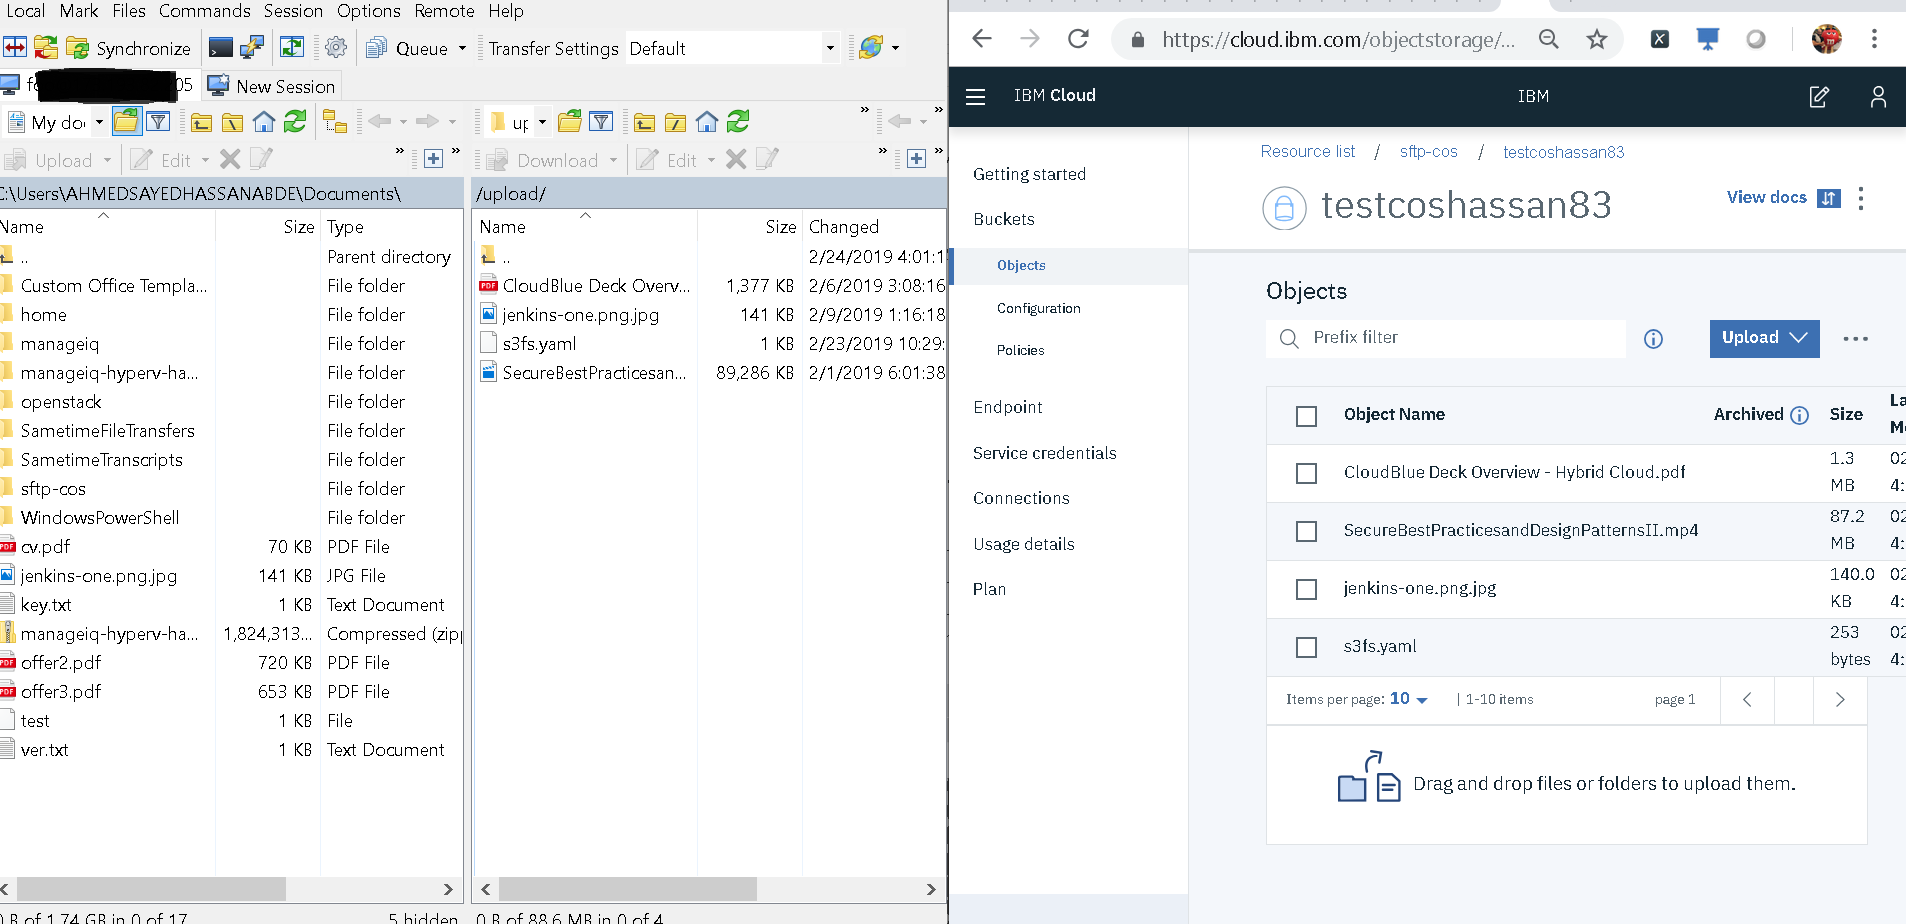 Local Mark Files Commands Session Options Remote Help
Synchronize Queue Transfer Settings Default
05 New Session
My do
Upload Edit
C:\Users\AHMEDSAYEDHASSANABDE\Documents\
Name Size Type
.. Parent directory
Custom Office Templa... File folder
home File folder
manageiq File folder
manageiq-hyperv-ha... File folder
openstack File folder
SametimeFileTransfers File folder
SametimeTranscripts File folder
sftp-cos File folder
WindowsPowerShell File folder
cv.pdf 70 KB PDF File
jenkins-one.png.jpg 141 KB JPG File
key.txt 1 KB Text Document
manageiq-hyperv-ha... 1,824,313... Compressed (zipp
offer2.pdf 720 KB PDF File
offer3.pdf 653 KB PDF File
test 1 KB File
ver.txt 1 KB Text Document
0 B of 1.74 GB in 0 of 17 5 hidden
up
Download Edit
/upload/
Name Size Changed
.. 2/24/2019 4:01:1
CloudBlue Deck Overv... 1,377 KB 2/6/2019 3:08:16
jenkins-one.png.jpg 141 KB 2/9/2019 1:16:18
s3fs.yaml 1 KB 2/23/2019 10:29:
SecureBestPracticesan... 89,286 KB 2/1/2019 6:01:38
0 B of 88.6 MB in 0 of 4
https://cloud.ibm.com/objectstorage/...
IBM Cloud IBM
Getting started
Buckets
Objects
Configuration
Policies
Endpoint
Service credentials
Connections
Usage details
Plan
Resource list / sftp-cos / testcoshassan83
testcoshassan83 View docs
Objects
Prefix filter Upload
Object Name Archived Size La
M
CloudBlue Deck Overview - Hybrid Cloud.pdf 1.3 MB 02 4:
SecureBestPracticesandDesignPatternsII.mp4 87.2 MB 02 4:
jenkins-one.png.jpg 140.0 KB 02 4:
s3fs.yaml 253 bytes 02 4:
Items per page: 10 | 1-10 items page 1
Drag and drop files or folders to upload them.